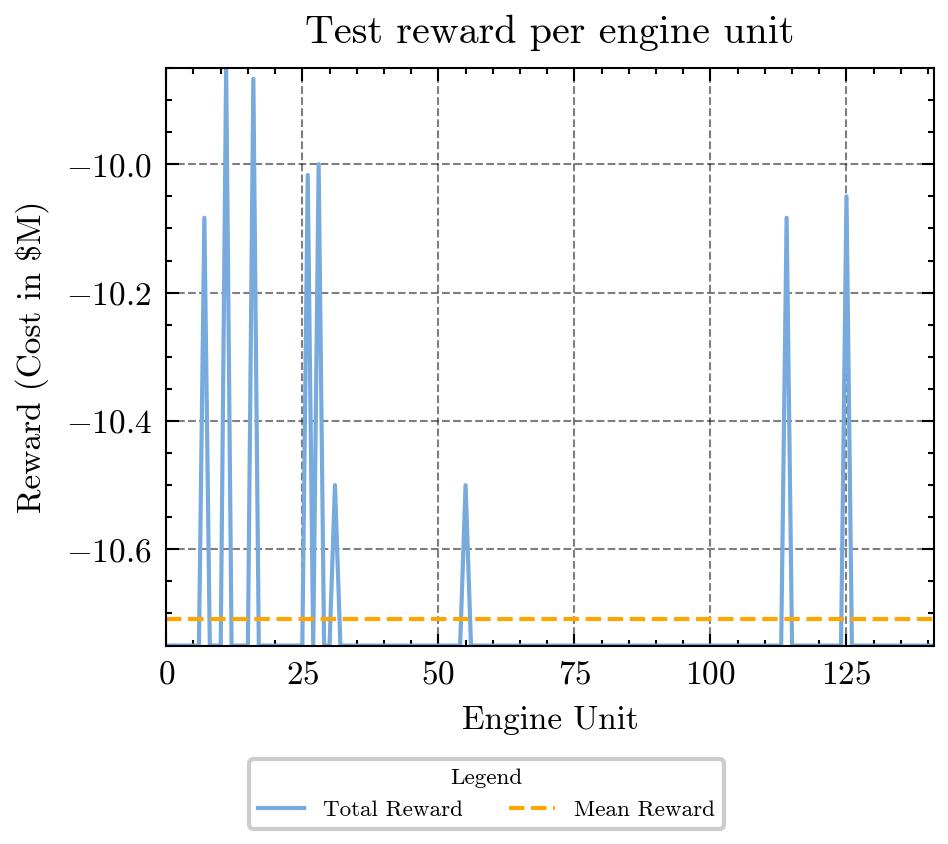 Test reward per engine unit
Reward (Cost in $M)
−10.0
−10.2
−10.4
−10.6
0 25 50 75 100 125
Engine Unit
Legend
Total Reward Mean Reward